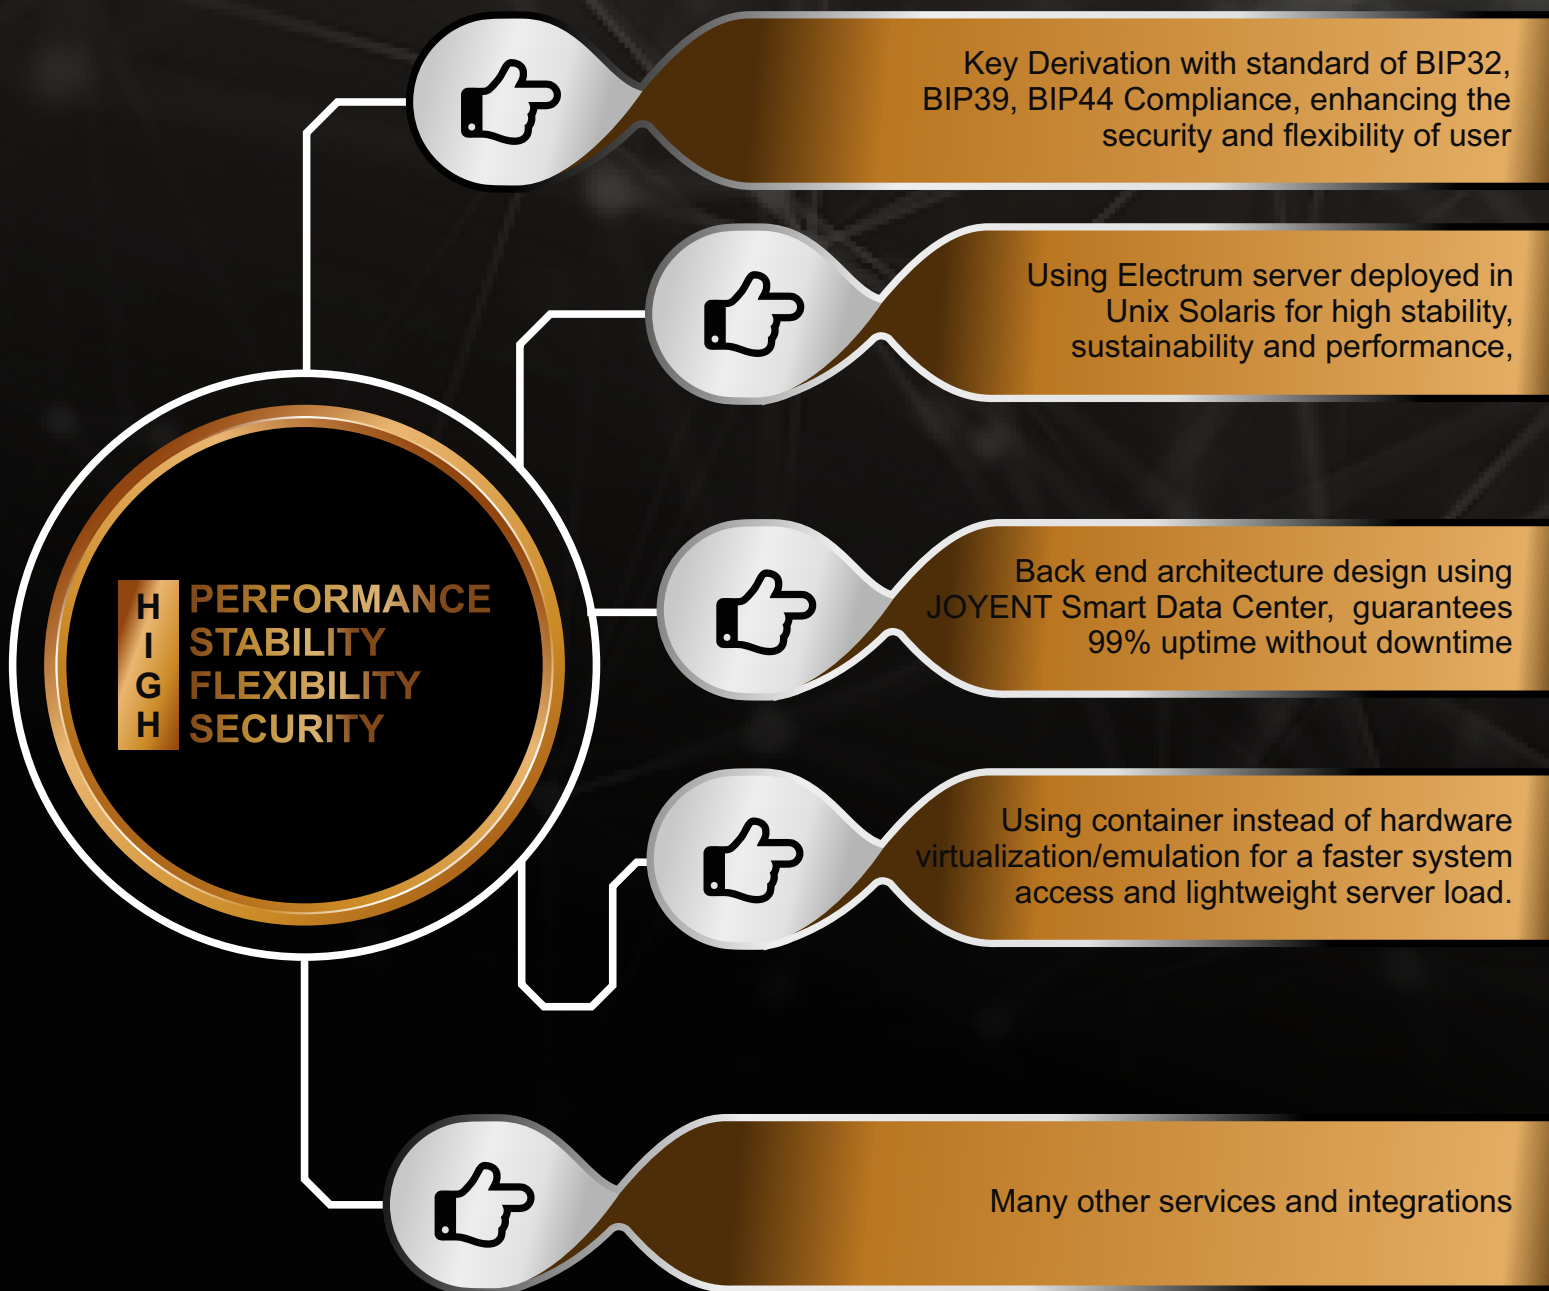 Key Derivation with standard of BIP32,
BIP39, BIP44 Compliance, enhancing the
security and flexibility of user
Using Electrum server deployed in
Unix Solaris for high stability,
sustainability and performance,
HIGH
PERFORMANCE
STABILITY
FLEXIBILITY
SECURITY
Back end architecture design using
JOYENT Smart Data Center, guarantees
99% uptime without downtime
Using container instead of hardware
virtualization/emulation for a faster system
access and lightweight server load.
Many other services and integrations